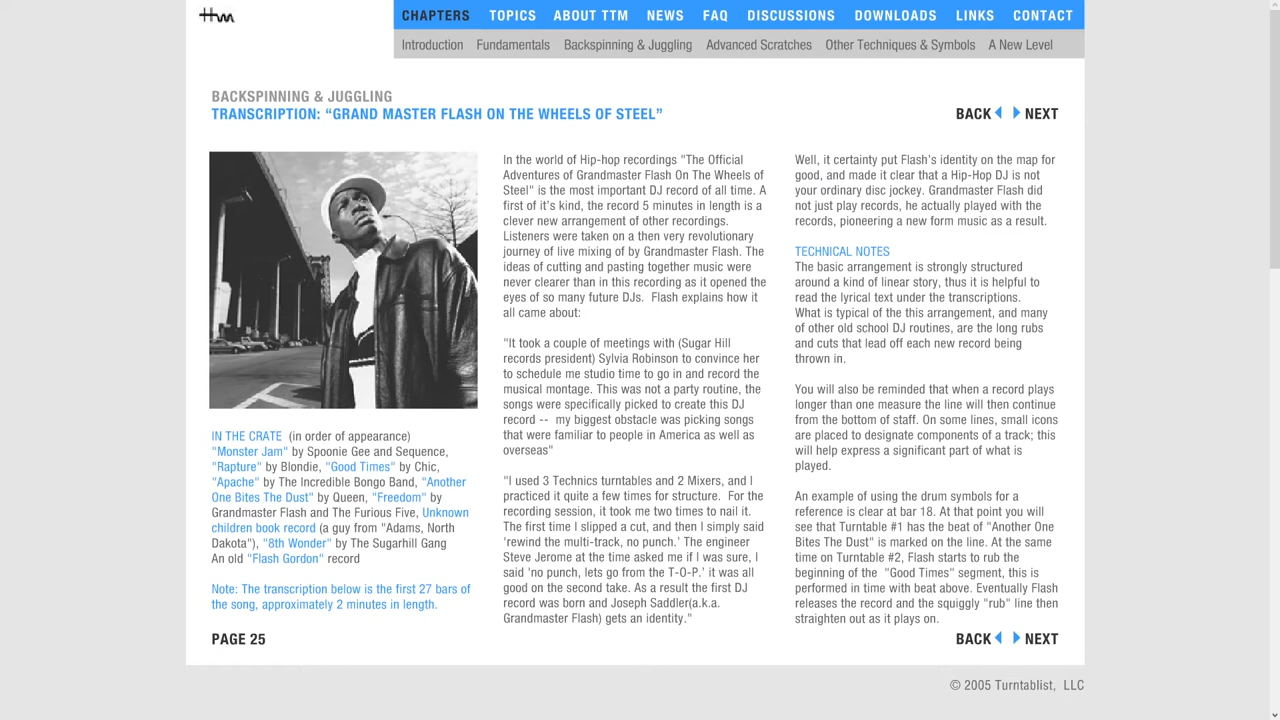 ttm
CHAPTERS TOPICS ABOUT TTM NEWS FAQ DISCUSSIONS DOWNLOADS LINKS CONTACT
Introduction Fundamentals Backspinning & Juggling Advanced Scratches Other Techniques & Symbols A New Level
BACKSPINNING & JUGGLING
TRANSCRIPTION: “GRAND MASTER FLASH ON THE WHEELS OF STEEL”
BACK NEXT
IN THE CRATE (in order of appearance)
"Monster Jam" by Spoonie Gee and Sequence,
"Rapture" by Blondie, "Good Times" by Chic,
"Apache" by The Incredible Bongo Band, "Another
One Bites The Dust" by Queen, "Freedom" by
Grandmaster Flash and The Furious Five, Unknown
children book record (a guy from "Adams, North
Dakota"), "8th Wonder" by The Sugarhill Gang
An old "Flash Gordon" record
Note: The transcription below is the first 27 bars of
the song, approximately 2 minutes in length.
In the world of Hip-hop recordings "The Official
Adventures of Grandmaster Flash On The Wheels of
Steel" is the most important DJ record of all time. A
first of it’s kind, the record 5 minutes in length is a
clever new arrangement of other recordings.
Listeners were taken on a then very revolutionary
journey of live mixing of by Grandmaster Flash. The
ideas of cutting and pasting together music were
never clearer than in this recording as it opened the
eyes of so many future DJs. Flash explains how it
all came about:
"It took a couple of meetings with (Sugar Hill
records president) Sylvia Robinson to convince her
to schedule me studio time to go in and record the
musical montage. This was not a party routine, the
songs were specifically picked to create this DJ
record -- my biggest obstacle was picking songs
that were familiar to people in America as well as
overseas"
"I used 3 Technics turntables and 2 Mixers, and I
practiced it quite a few times for structure. For the
recording session, it took me two times to nail it.
The first time I slipped a cut, and then I simply said
'rewind the multi-track, no punch.' The engineer
Steve Jerome at the time asked me if I was sure, I
said 'no punch, lets go from the T-O-P.' it was all
good on the second take. As a result the first DJ
record was born and Joseph Saddler(a.k.a.
Grandmaster Flash) gets an identity."
Well, it certainty put Flash’s identity on the map for
good, and made it clear that a Hip-Hop DJ is not
your ordinary disc jockey. Grandmaster Flash did
not just play records, he actually played with the
records, pioneering a new form music as a result.
TECHNICAL NOTES
The basic arrangement is strongly structured
around a kind of linear story, thus it is helpful to
read the lyrical text under the transcriptions.
What is typical of the this arrangement, and many
of other old school DJ routines, are the long rubs
and cuts that lead off each new record being
thrown in.
You will also be reminded that when a record plays
longer than one measure the line will then continue
from the bottom of staff. On some lines, small icons
are placed to designate components of a track; this
will help express a significant part of what is
played.
An example of using the drum symbols for a
reference is clear at bar 18. At that point you will
see that Turntable #1 has the beat of "Another One
Bites The Dust" is marked on the line. At the same
time on Turntable #2, Flash starts to rub the
beginning of the "Good Times" segment, this is
performed in time with beat above. Eventually Flash
releases the record and the squiggly "rub" line then
straighten out as it plays on.
PAGE 25
BACK NEXT
© 2005 Turntablist, LLC